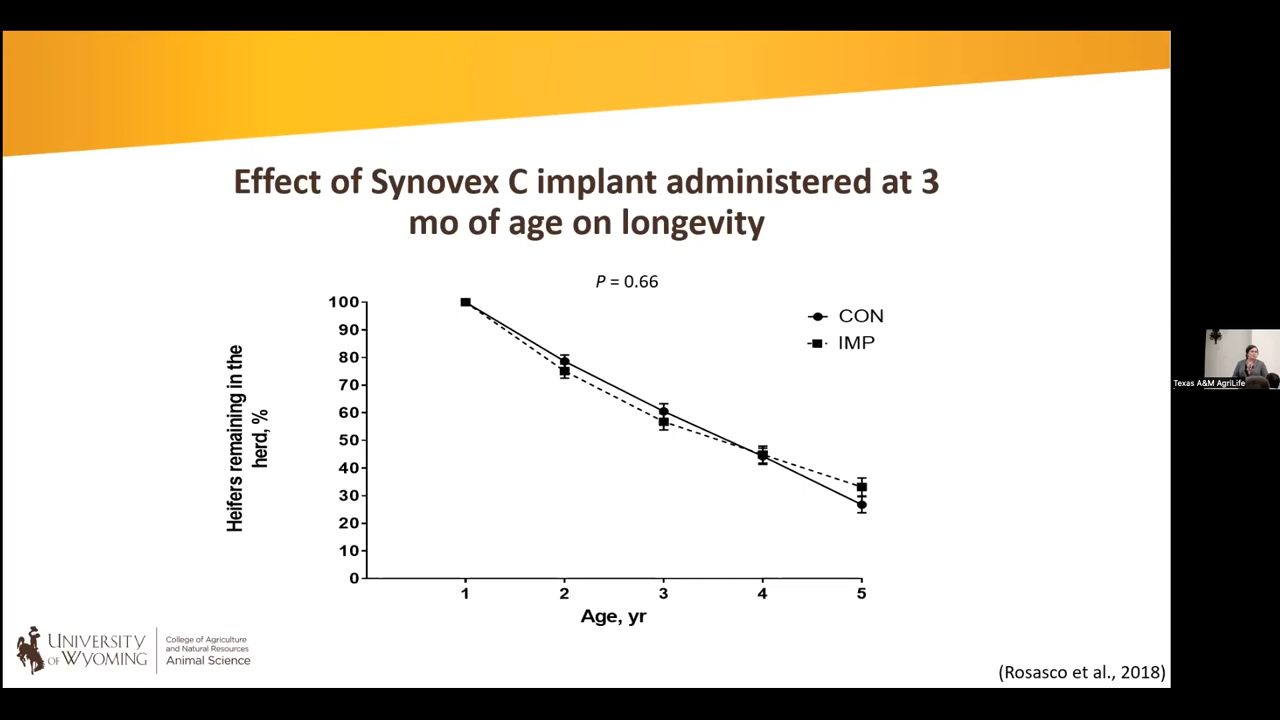 Effect of Synovex C implant administered at 3
mo of age on longevity
P = 0.66
CON
IMP
100
90
80
70
60
50
40
30
20
10
0
Heifers remaining in the
herd, %
1 2 3 4 5
Age, yr
UNIVERSITY
OF WYOMING
College of Agriculture
and Natural Resources
Animal Science
(Rosasco et al., 2018)
Texas A&M AgriLife